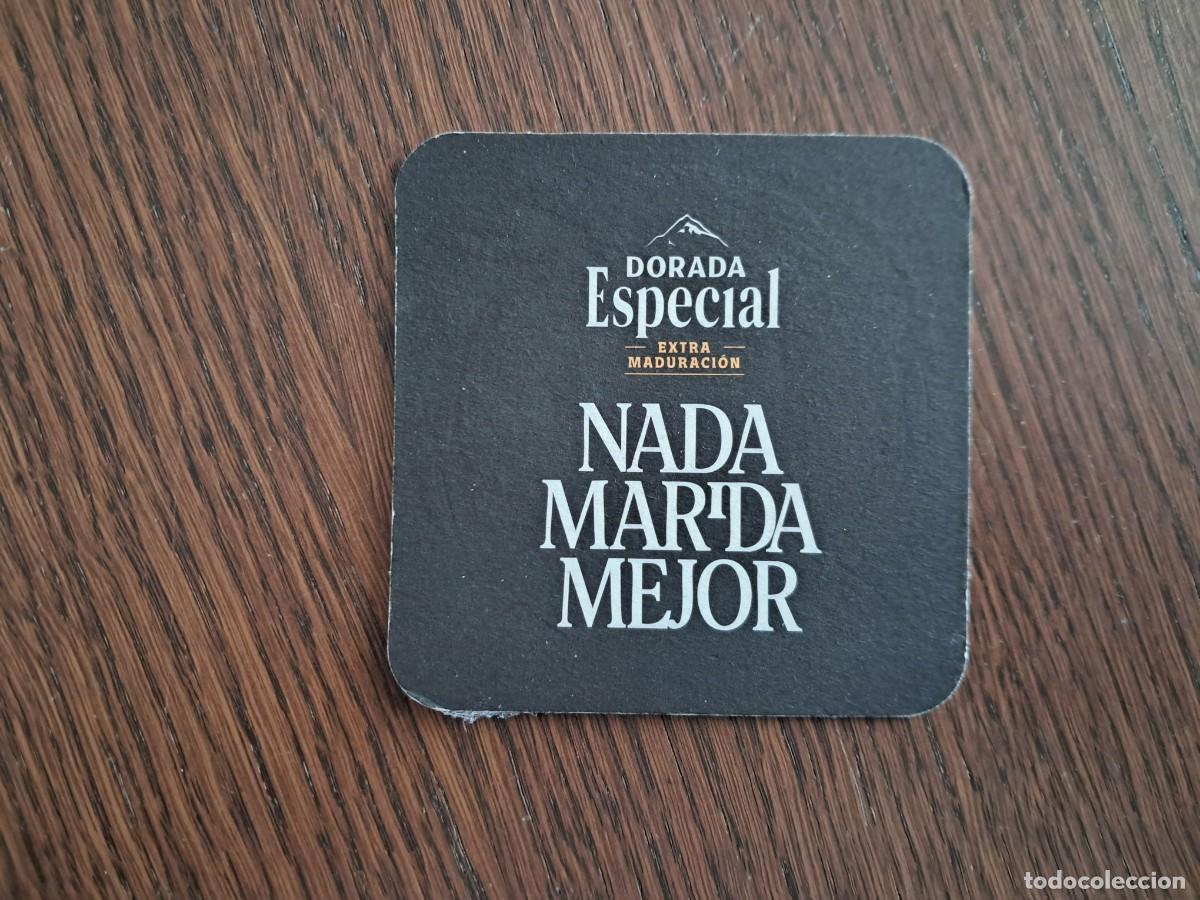 DORADA
Especial
EXTRA
MADURACIÓN
NADA
MARIDA
MEJOR
todocoleccion